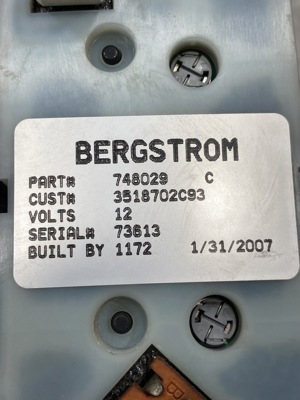 BERGSTROM
PART# 748029 C
CUST# 3518702C93
VOLTS 12
SERIAL# 73613
BUILT BY 1172 1/31/2007